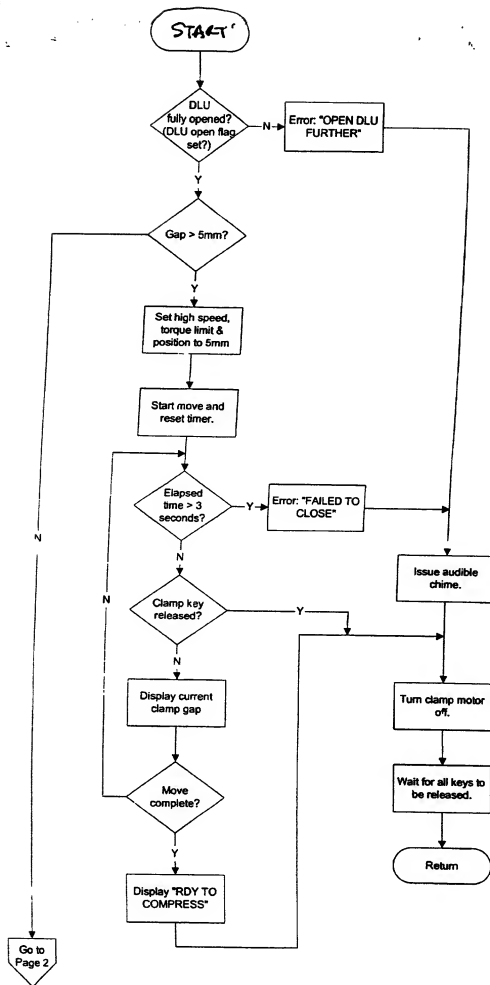 START
DLU
fully opened?
(DLU open flag
set?)
N
Error: "OPEN DLU
FURTHER"
Y
Gap > 5mm?
Y
Set high speed,
torque limit &
position to 5mm
Start move and
reset timer.
Elapsed
time > 3
seconds?
Y
Error: "FAILED TO
CLOSE"
N
N
N
Issue audible
chime.
Clamp key
released?
Y
N
Display current
clamp gap
Turn clamp motor
off.
Move
complete?
Wait for all keys to
be released.
Y
Return
Display "RDY TO
COMPRESS"
Go to
Page 2